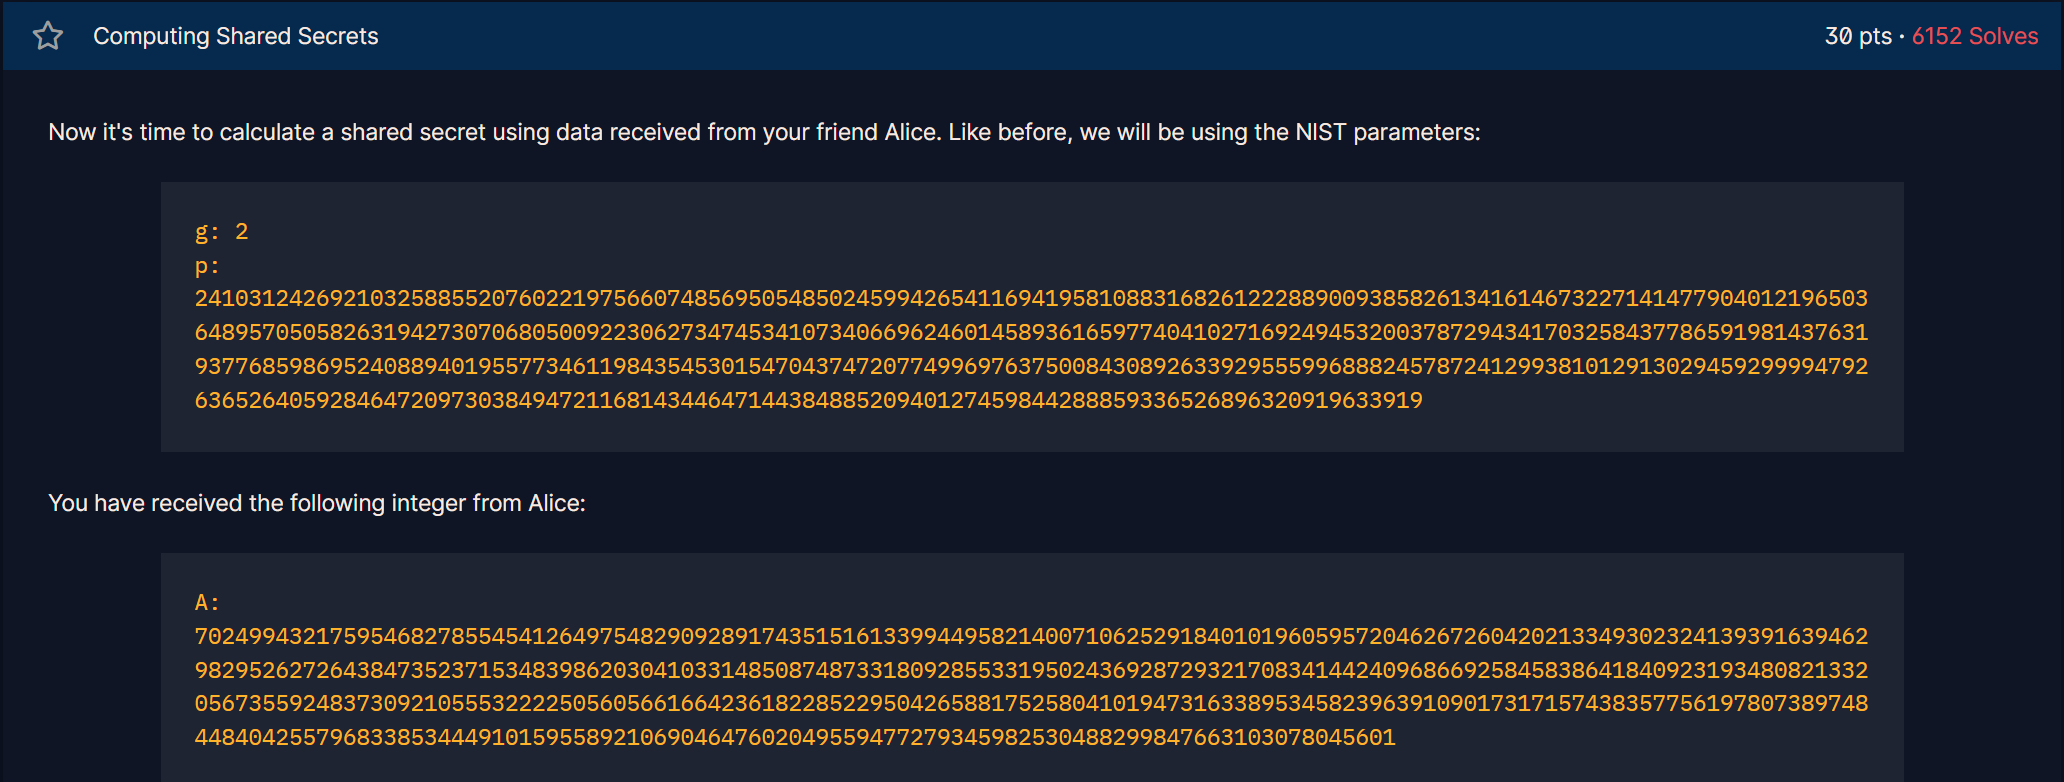 Computing Shared Secrets
30 pts · 6152 Solves
Now it's time to calculate a shared secret using data received from your friend Alice. Like before, we will be using the NIST parameters:
g: 2
p:
2410312426921032588552076022197566074856950548502459942654116941958108831682612228890093858261341614673227141477904012196503
6489570505826319427307068050092230627347453410734066962460145893616597740410271692494532003787294341703258437786591981437631
9377685986952408894019557734611984354530154704374720774996976375008430892633929555996888245787241299381012913029459299994792
6365264059284647209730384947211681434464714438488520940127459844288859336526896320919633919
You have received the following integer from Alice:
A:
7024994321759546827855454126497548290928917435151613399449582140071062529184010196059572046267260420213349302324139391639462
9829526272643847352371534839862030410331485087487331809285533195024369287293217083414424096866925845838641840923193480821332
0567355924837309210555322225056056616642361822852295042658817525804101947316338953458239639109017317157438357756197807389748
448404255796833853444910159558921069046476020495594772793459825304882998476631030780 45601